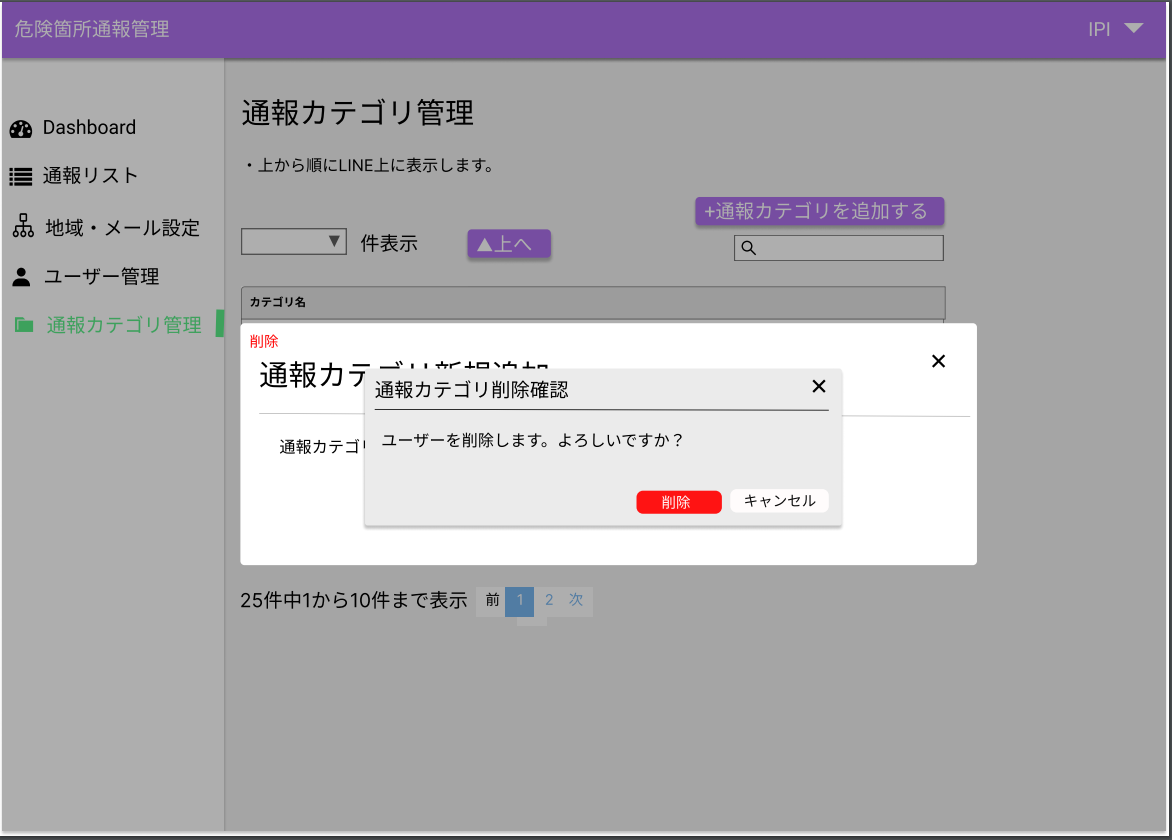 危険箇所通報管理
IPI
Dashboard
通報リスト
地域・メール設定
ユーザー管理
通報カテゴリ管理
通報カテゴリ管理
・上から順にLINE上に表示します。
+通報カテゴリを追加する
件表示
▲上へ
カテゴリ名
削除
通報カテゴリ新規追加
通報カテゴリ
通報カテゴリ削除確認
ユーザーを削除します。よろしいですか？
削除
キャンセル
25件中1から10件まで表示
前 1 2 次